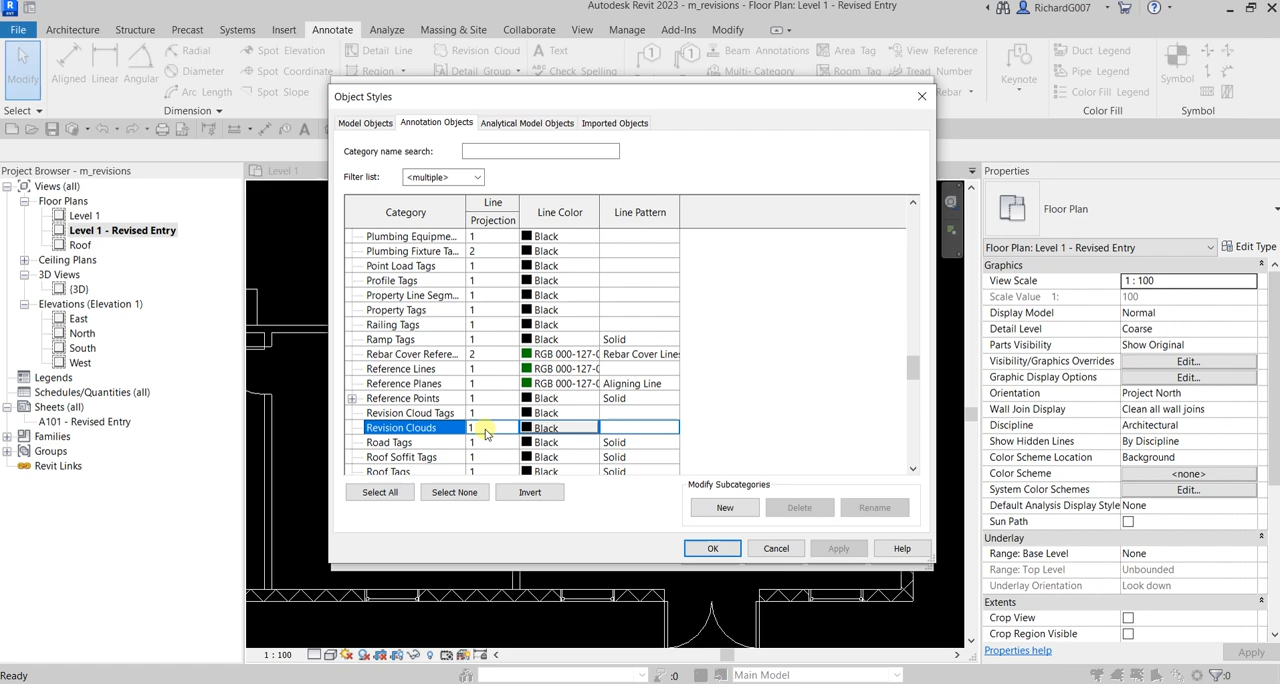 Autodesk Revit 2023 - m_revisions - Floor Plan: Level 1 - Revised Entry
RichardG007
File Architecture Structure Precast Systems Insert Annotate Analyze Massing & Site Collaborate View Manage Add-Ins Modify
Modify
Aligned Linear Angular
Radial
Diameter
Arc Length
Spot Elevation
Spot Coordinate
Spot Slope
Detail Line
Region
Revision Cloud
Detail Group
Text
Check Spelling
Beam Annotations
Multi- Category
Area Tag
Room Tag
View Reference
Tread Number
Keynote
Duct Legend
Pipe Legend
Color Fill Legend
Symbol
Select
Dimension
Color Fill
Symbol
Project Browser - m_revisions
Views (all)
Floor Plans
Level 1
Level 1 - Revised Entry
Roof
Ceiling Plans
3D Views
{3D}
Elevations (Elevation 1)
East
North
South
West
Legends
Schedules/Quantities (all)
Sheets (all)
A101 - Revised Entry
Families
Groups
Revit Links
Level 1
Object Styles
Model Objects Annotation Objects Analytical Model Objects Imported Objects
Category name search:
Filter list: <multiple>
Category Line Projection Line Color Line Pattern
Plumbing Equipme... 1 Black
Plumbing Fixture Ta... 2 Black
Point Load Tags 1 Black
Profile Tags 1 Black
Property Line Segm... 1 Black
Property Tags 1 Black
Railing Tags 1 Black
Ramp Tags 1 Black Solid
Rebar Cover Refere... 2 RGB 000-127-0 Rebar Cover Line
Reference Lines 1 RGB 000-127-0
Reference Planes 1 RGB 000-127-0 Aligning Line
Reference Points 1 Black Solid
Revision Cloud Tags 1 Black
Revision Clouds 1 Black
Road Tags 1 Black Solid
Roof Soffit Tags 1 Black Solid
Roof Tags 1 Black Solid
Select All Select None Invert
Modify Subcategories
New Delete Rename
OK Cancel Apply Help
Properties
Floor Plan
Floor Plan: Level 1 - Revised Entry Edit Type
Graphics
View Scale 1 : 100
Scale Value 1: 100
Display Model Normal
Detail Level Coarse
Parts Visibility Show Original
Visibility/Graphics Overrides Edit...
Graphic Display Options Edit...
Orientation Project North
Wall Join Display Clean all wall joins
Discipline Architectural
Show Hidden Lines By Discipline
Color Scheme Location Background
Color Scheme <none>
System Color Schemes Edit...
Default Analysis Display Style None
Sun Path
Underlay
Range: Base Level None
Range: Top Level Unbounded
Underlay Orientation Look down
Extents
Crop View
Crop Region Visible
Properties help Apply
1 : 100
Ready
:0
Main Model
:0